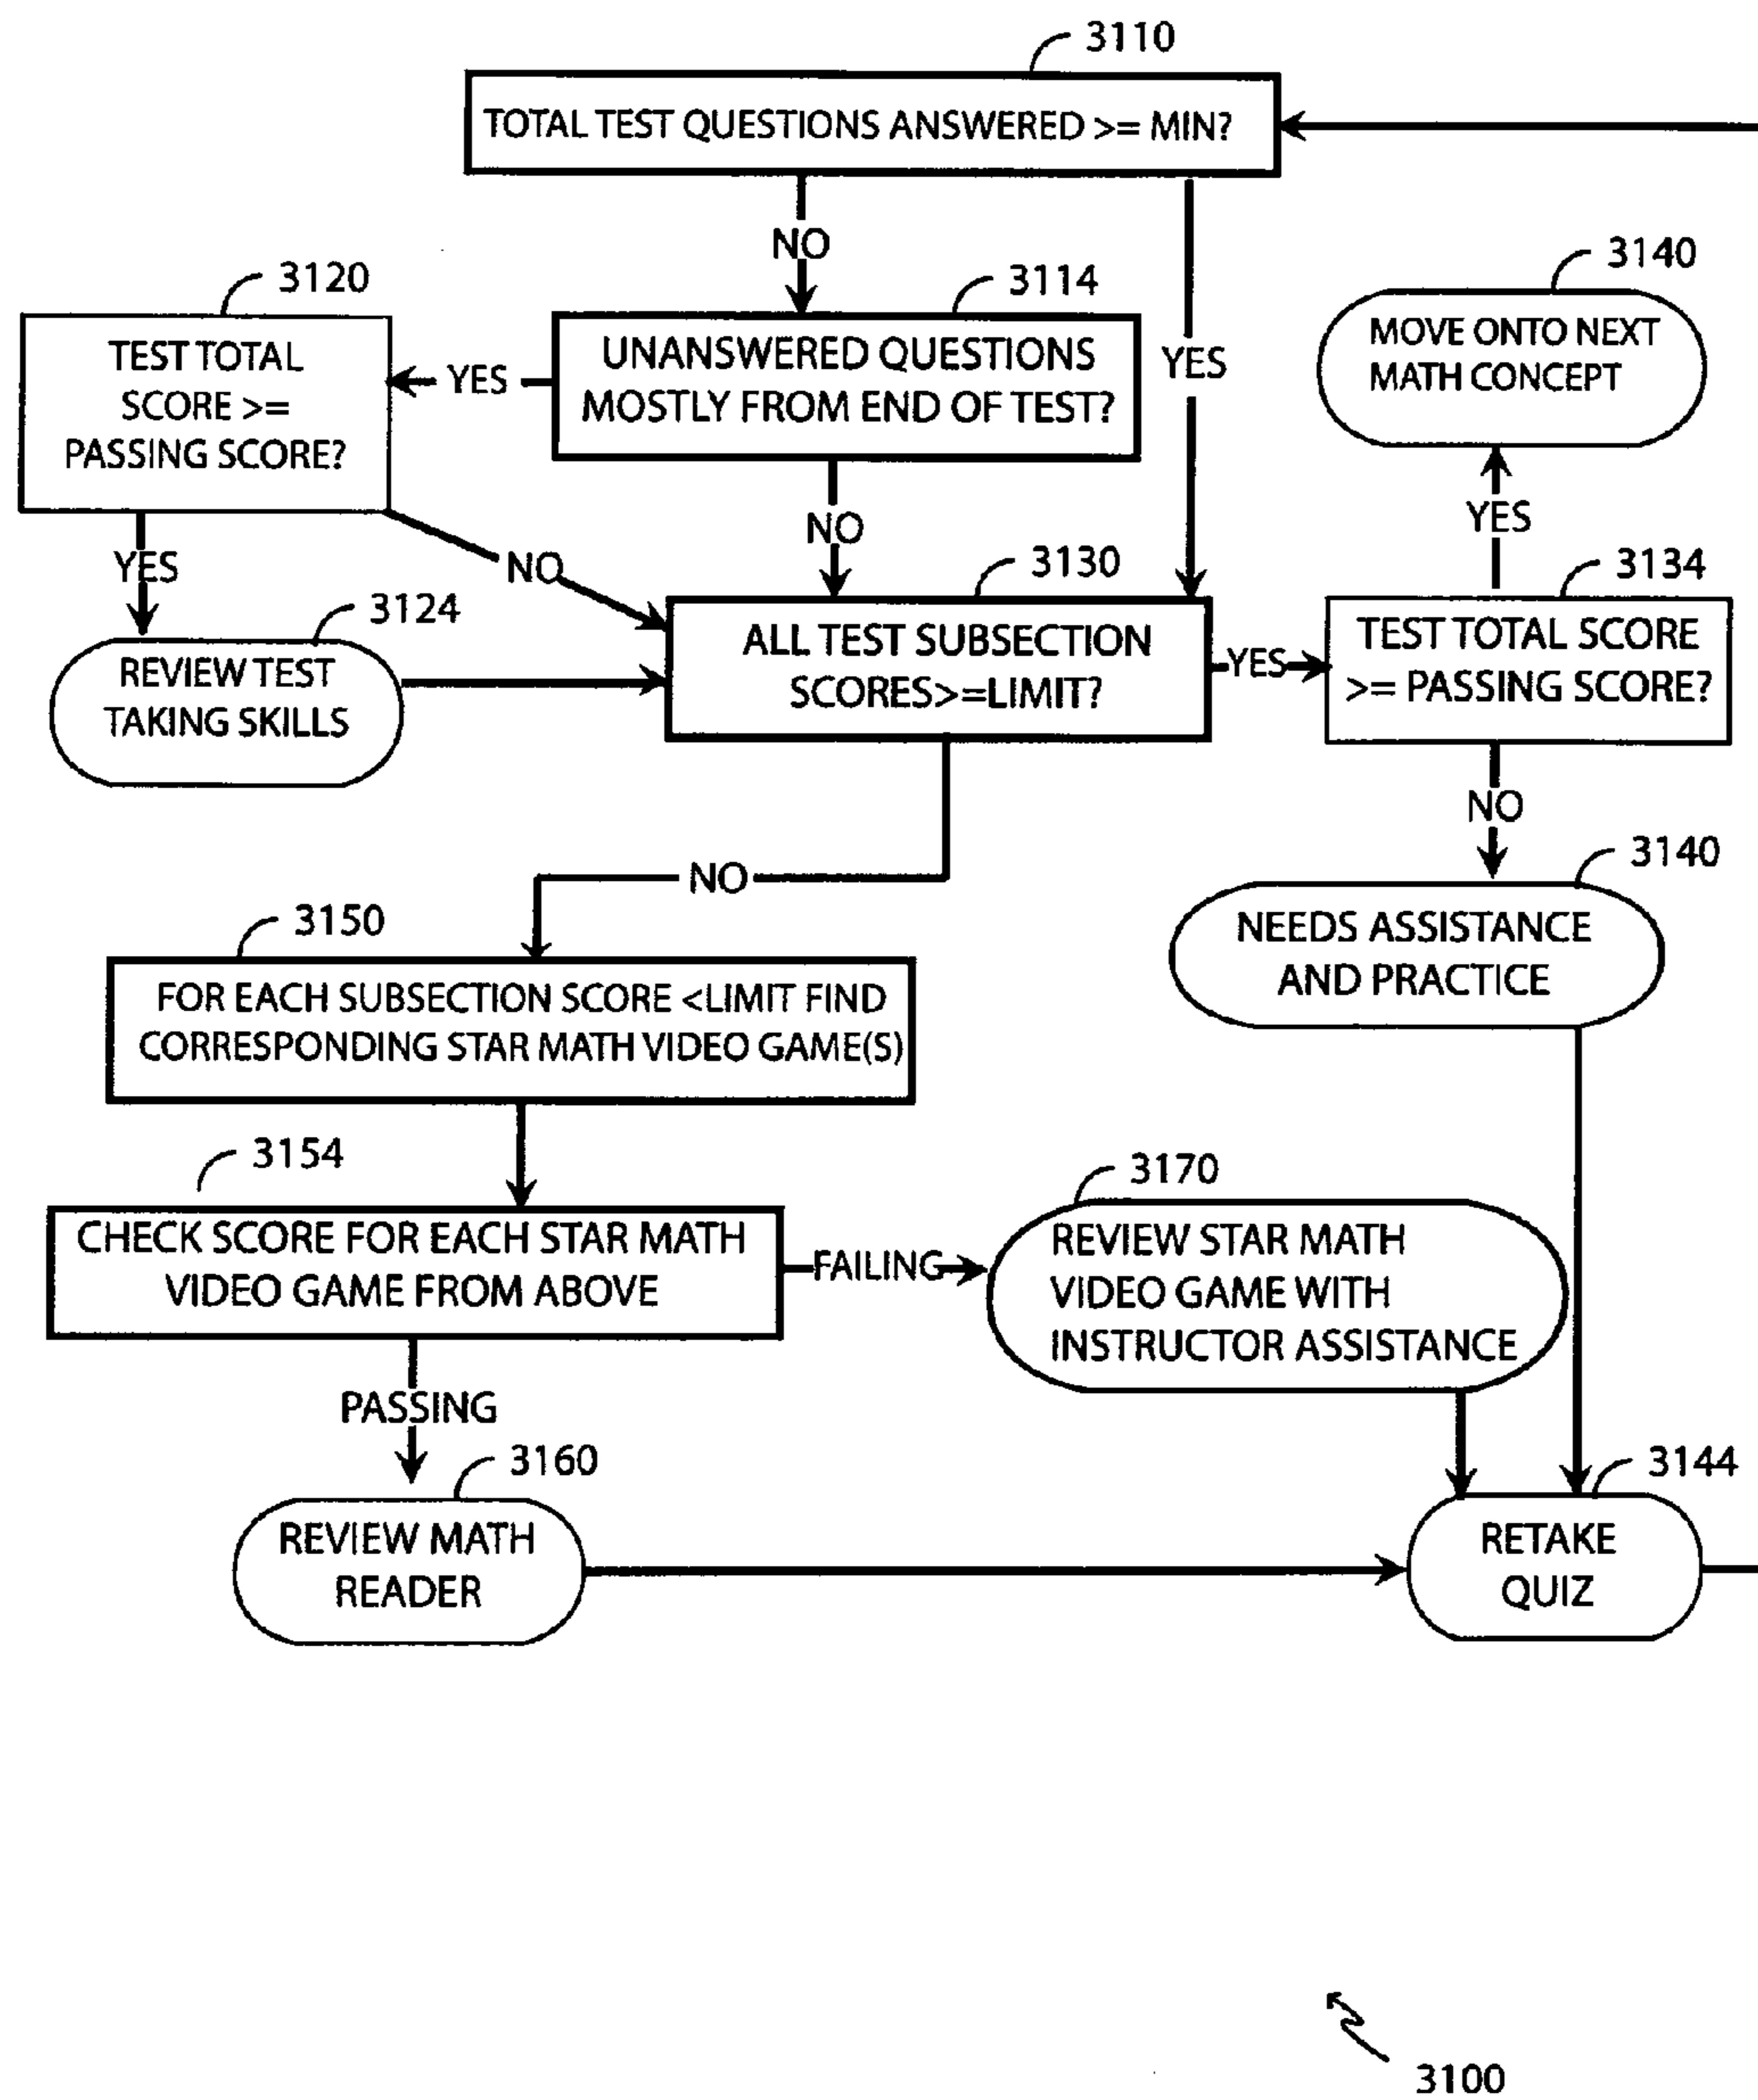 3110
TOTAL TEST QUESTIONS ANSWERED >= MIN?
NO
YES
3120
TEST TOTAL
SCORE >=
PASSING SCORE?
YES
3114
UNANSWERED QUESTIONS
MOSTLY FROM END OF TEST?
3140
MOVE ONTO NEXT
MATH CONCEPT
YES
NO
NO
YES
3124
REVIEW TEST
TAKING SKILLS
3130
ALL TEST SUBSECTION
SCORES>=LIMIT?
YES
3134
TEST TOTAL SCORE
>= PASSING SCORE?
NO
NO
3140
NEEDS ASSISTANCE
AND PRACTICE
3150
FOR EACH SUBSECTION SCORE <LIMIT FIND
CORRESPONDING STAR MATH VIDEO GAME(S)
3154
CHECK SCORE FOR EACH STAR MATH
VIDEO GAME FROM ABOVE
FAILING
3170
REVIEW STAR MATH
VIDEO GAME WITH
INSTRUCTOR ASSISTANCE
PASSING
3160
REVIEW MATH
READER
3144
RETAKE
QUIZ
3100